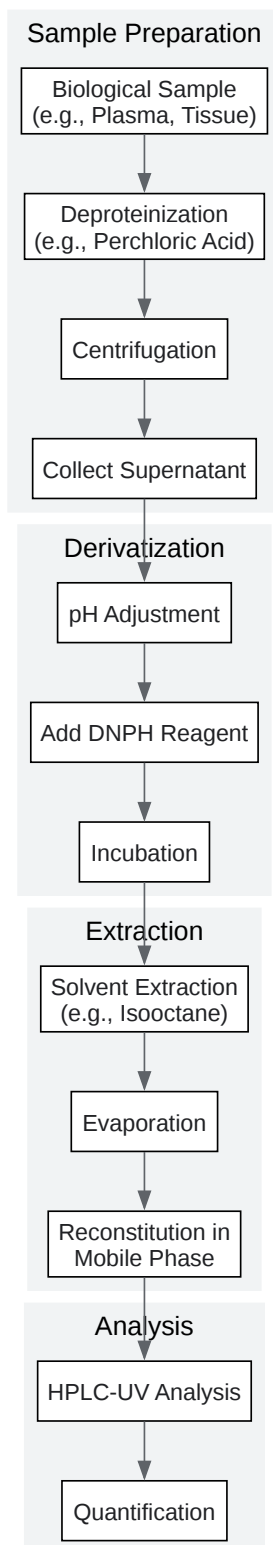 Sample Preparation
Biological Sample
(e.g., Plasma, Tissue)
Deproteinization
(e.g., Perchloric Acid)
Centrifugation
Collect Supernatant
Derivatization
pH Adjustment
Add DNPH Reagent
Incubation
Extraction
Solvent Extraction
(e.g., Isooctane)
Evaporation
Reconstitution in
Mobile Phase
Analysis
HPLC-UV Analysis
Quantification